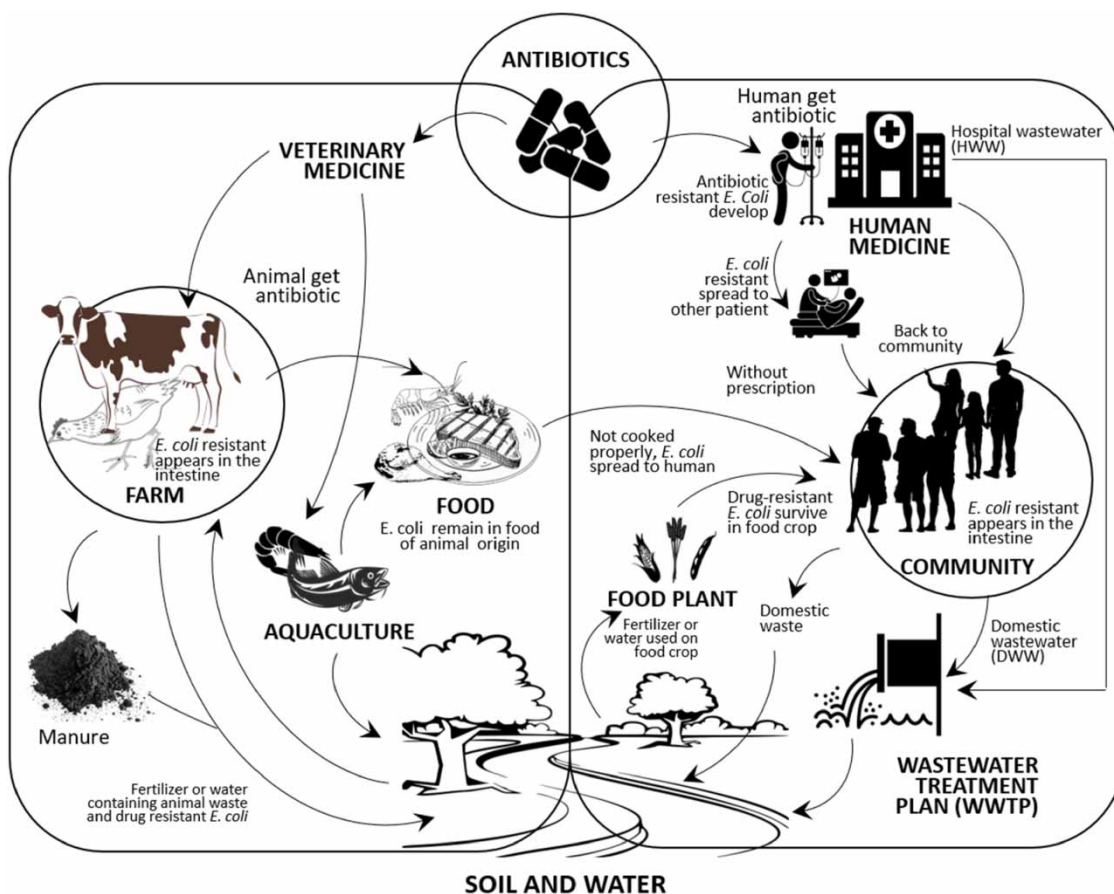 ANTIBIOTICS
VETERINARY
MEDICINE
Human get
antibiotic
Hospital wastewater
(HWW)
Antibiotic
resistant E. Coli
develop
HUMAN
MEDICINE
Animal get
antibiotic
E. coli
resistant
spread to
other patient
Back to
community
Without
prescription
E. coli resistant
appears in the
intestine
FARM
FOOD
E. coli remain in food
of animal origin
Not cooked
properly, E. coli
spread to human
Drug-resistant
E. coli survive
in food crop
E. coli resistant
appears in the
intestine
COMMUNITY
AQUACULTURE
FOOD PLANT
Fertilizer or
water used on
food crop
Domestic
waste
Domestic
wastewater
(DWW)
Manure
Fertilizer or water
containing animal waste
and drug resistant E. coli
WASTEWATER
TREATMENT
PLAN (WWTP)
SOIL AND WATER